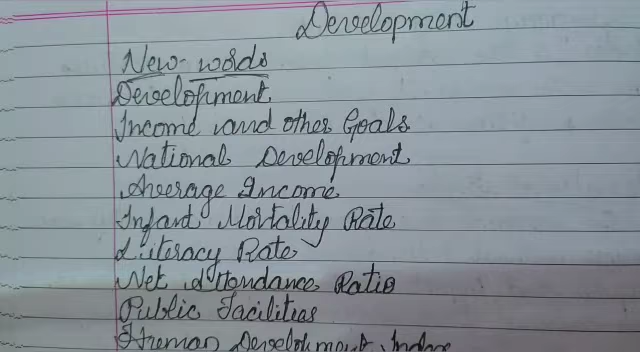 Development
New words
Development
Income and other Goals
National Development
Average Income
Infant Mortality Rate
Literacy Rate
Net Attendance Ratio
Public Facilities
Human Development Index